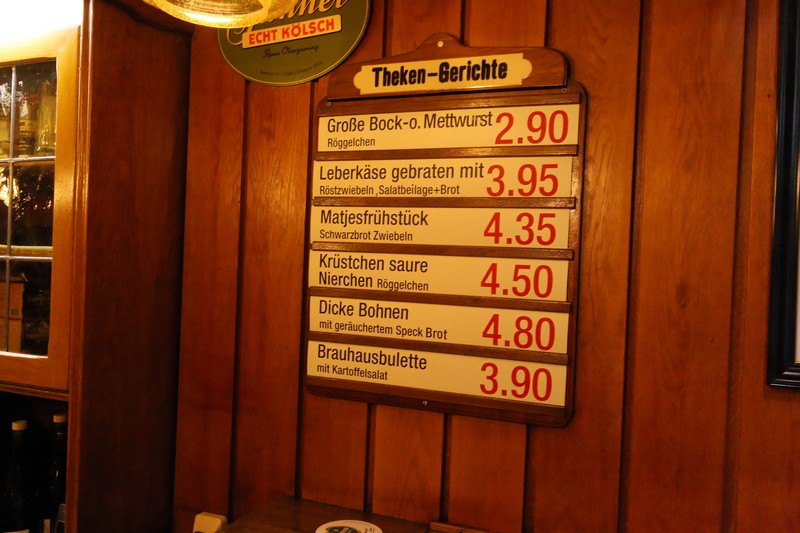 ECHT KÖLSCH
Theken-Gerichte
Große Bock-o. Mettwurst 2.90
Röggelchen
Leberkäse gebraten mit 3.95
Röstzwiebeln, Salatbeilage+Brot
Matjesfrühstück 4.35
Schwarzbrot Zwiebeln
Krüstchen saure 4.50
Nierchen Röggelchen
Dicke Bohnen 4.80
mit geräuchertem Speck Brot
Brauhausbulette 3.90
mit Kartoffelsalat